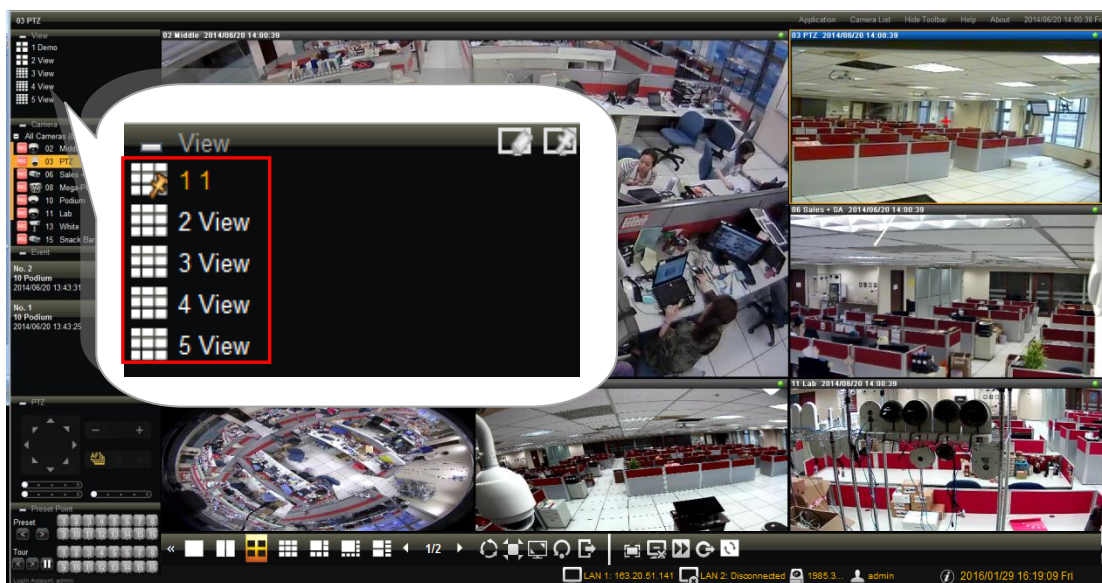 03 PTZ
Application Camera List Hide Toolbar Help About 2014/06/20 14:00:38 Fri
View
1 Demo
2 View
3 View
4 View
5 View
02 Middle 2014/06/20 14:00:39
03 PTZ 2014/06/20 14:00:39
View
1 1
2 View
3 View
4 View
5 View
Camera
All Cameras
02
03 PTZ
06 Sales
08
10 Podium
11 Lab
13 White
15 Snack Bar
06 Sales + SA 2014/06/20 14:00:39
Event
No. 2
10 Podium
2014/06/20 13:43:31
No. 1
10 Podium
2014/06/20 13:43:25
11 Lab 2014/06/20 14:00:39
PTZ
Preset Point
Preset
Tour
1/2
Login Account: admin
LAN 1: 163.20.51.141 LAN 2: Disconnected 1985.3... admin 2016/01/29 16:19:09 Fri